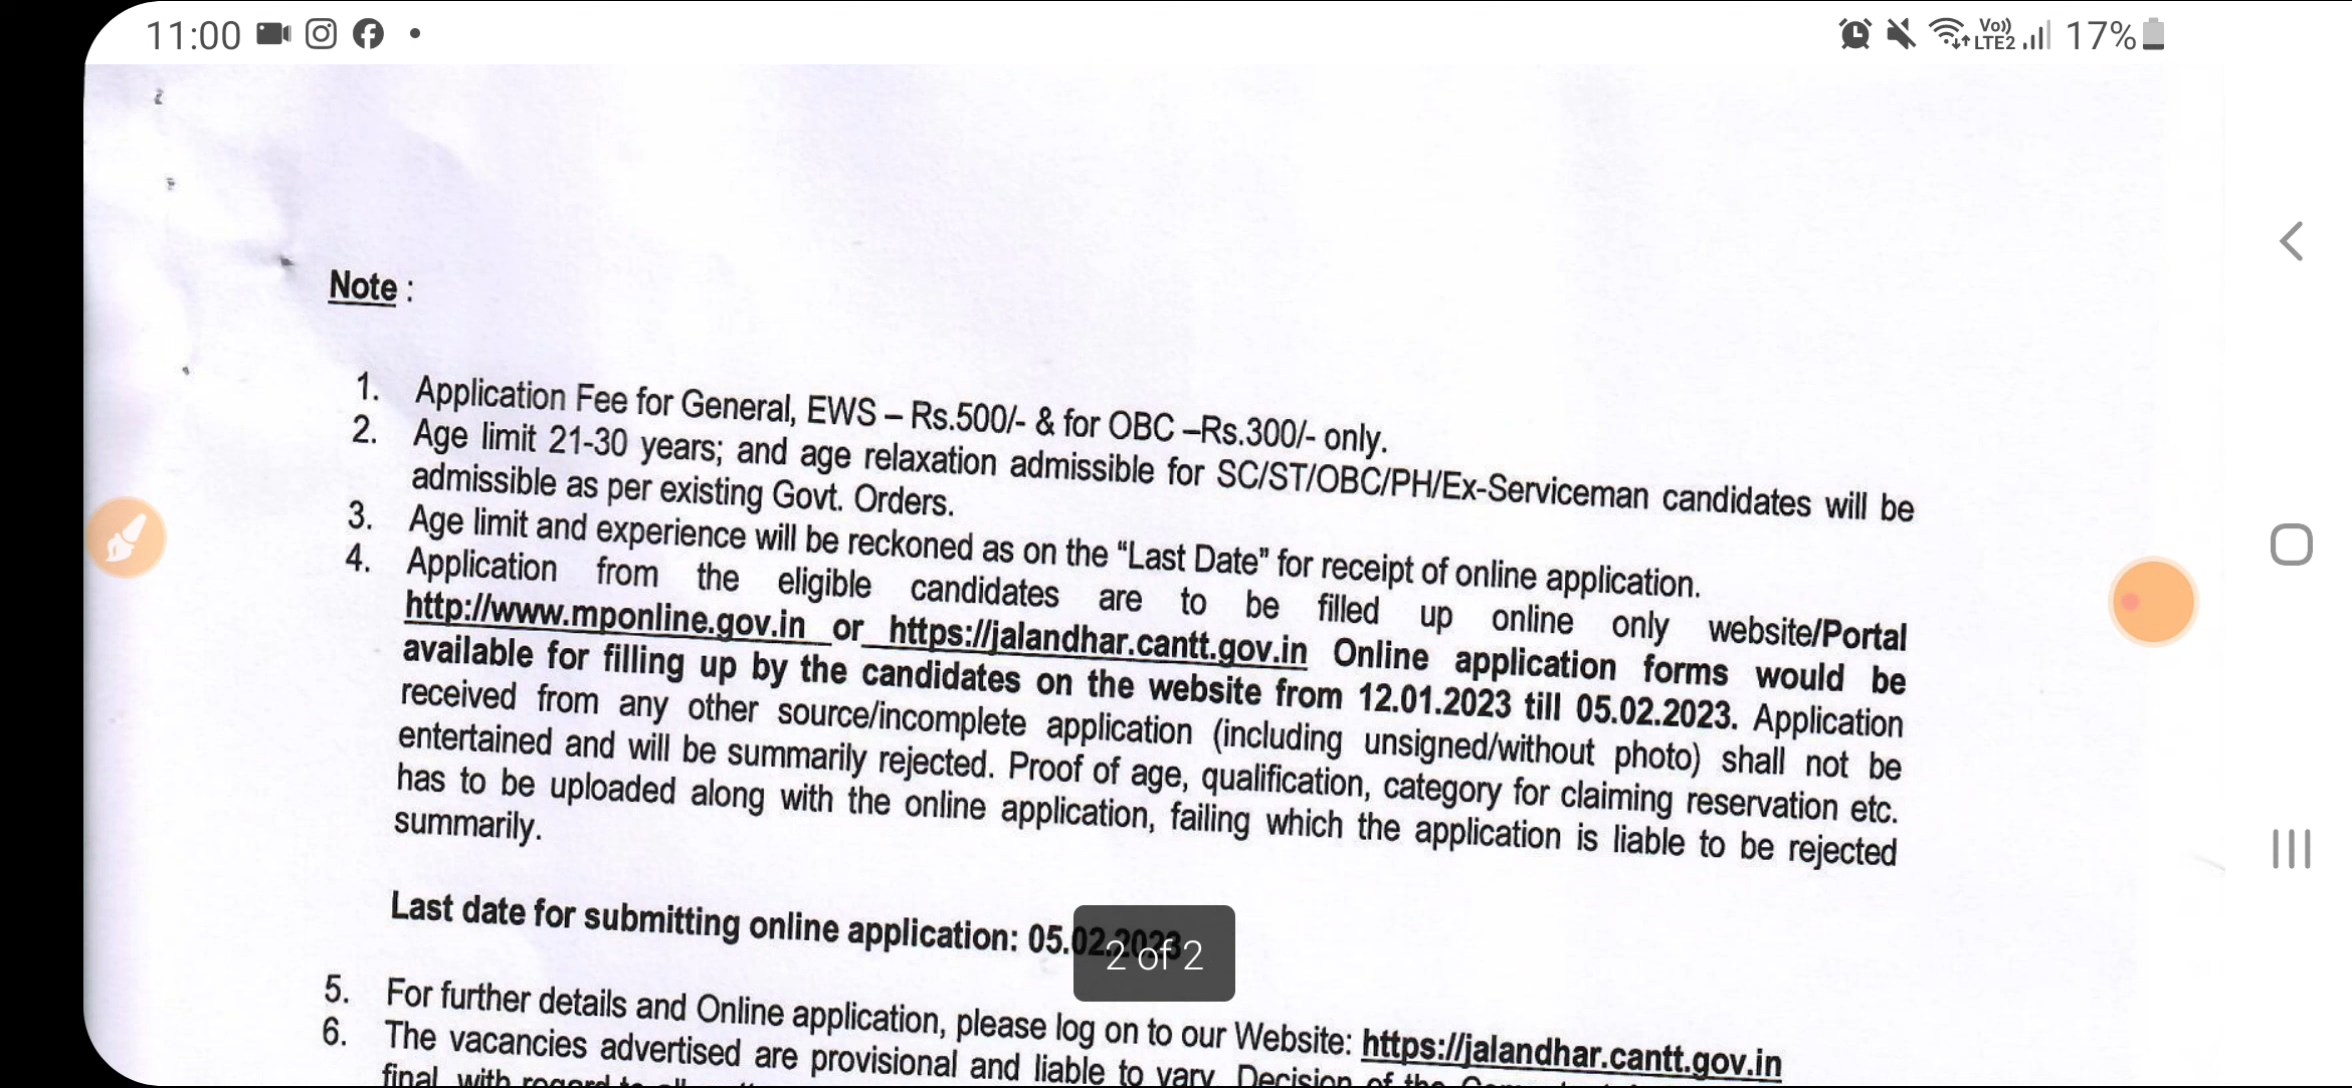 11:00
Vo))
LTE2
17%
Note :
1. Application Fee for General, EWS – Rs.500/- & for OBC –Rs.300/- only.
2. Age limit 21-30 years; and age relaxation admissible for SC/ST/OBC/PH/Ex-Serviceman candidates will be
admissible as per existing Govt. Orders.
3. Age limit and experience will be reckoned as on the “Last Date” for receipt of online application.
4. Application from the eligible candidates are to be filled up online only website/Portal
http://www.mponline.gov.in or https://jalandhar.cantt.gov.in Online application forms would be
available for filling up by the candidates on the website from 12.01.2023 till 05.02.2023. Application
received from any other source/incomplete application (including unsigned/without photo) shall not be
entertained and will be summarily rejected. Proof of age, qualification, category for claiming reservation etc.
has to be uploaded along with the online application, failing which the application is liable to be rejected
summarily.
Last date for submitting online application: 05.02.2023
2 of 2
5. For further details and Online application, please log on to our Website: https://jalandhar.cantt.gov.in
6. The vacancies advertised are provisional and liable to vary. Decision of the
final with regard to